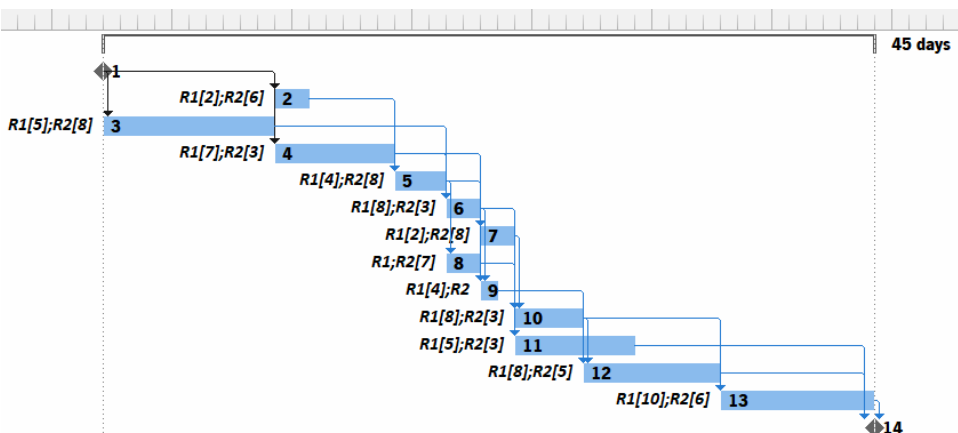 45 days
1
R1[2];R2[6] 2
R1[5];R2[8] 3
R1[7];R2[3] 4
R1[4];R2[8] 5
R1[8];R2[3] 6
R1[2];R2[8] 7
R1;R2[7] 8
R1[4];R2 9
R1[8];R2[3] 10
R1[5];R2[3] 11
R1[8];R2[5] 12
R1[10];R2[6] 13
14